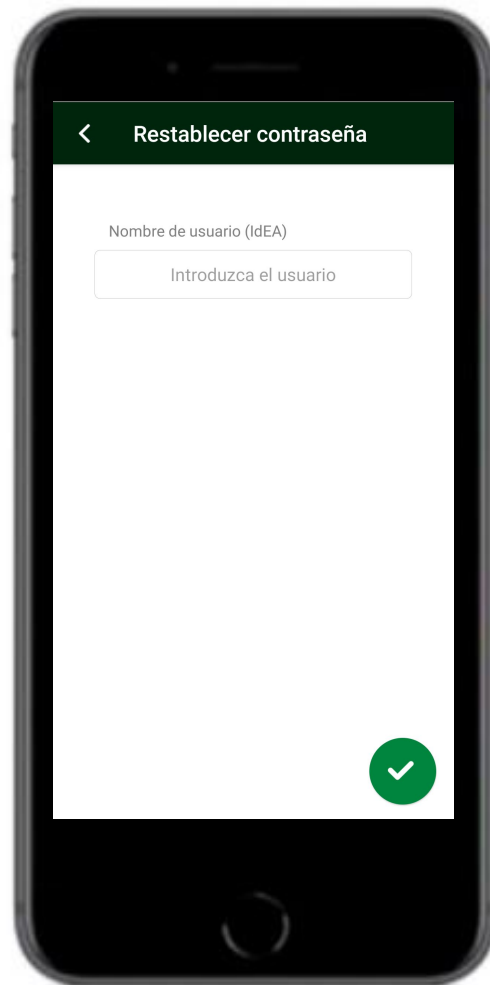 Restablecer contraseña
Nombre de usuario (IdEA)
Introduzca el usuario